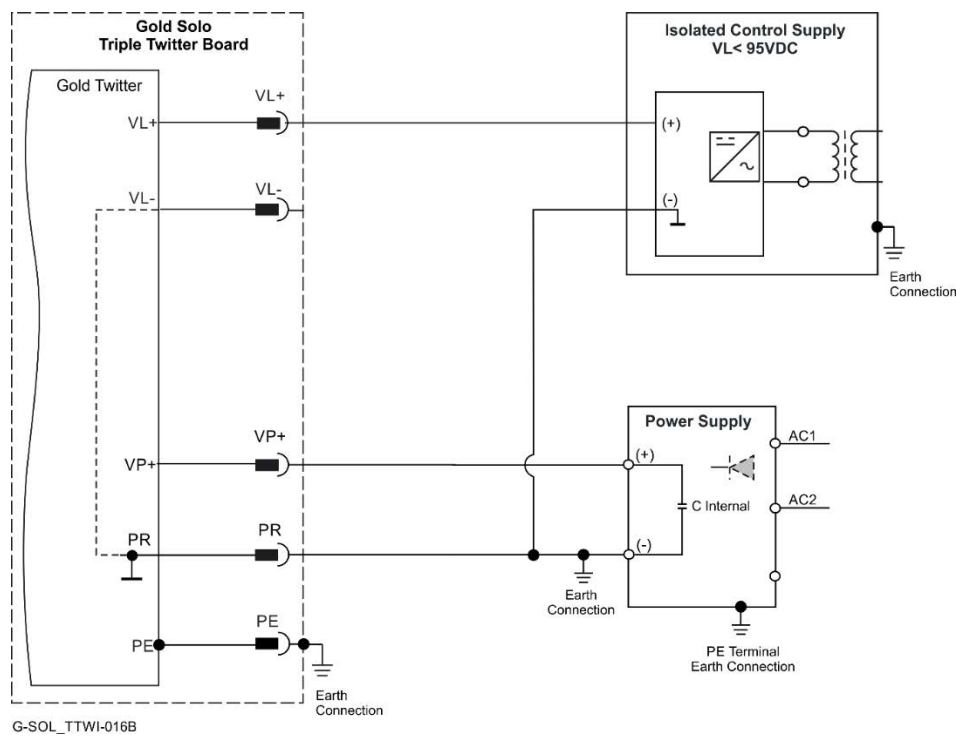 Gold Solo
Triple Twitter Board
Gold Twitter
VL+
VL+
VL-
VL-
VP+
VP+
PR
PR
PE
PE
Earth
Connection
Isolated Control Supply
VL< 95VDC
(+)
(-)
Earth
Connection
Power Supply
(+)
(-)
C Internal
AC1
AC2
Earth
Connection
PE Terminal
Earth Connection
G-SOL_TTWI-016B